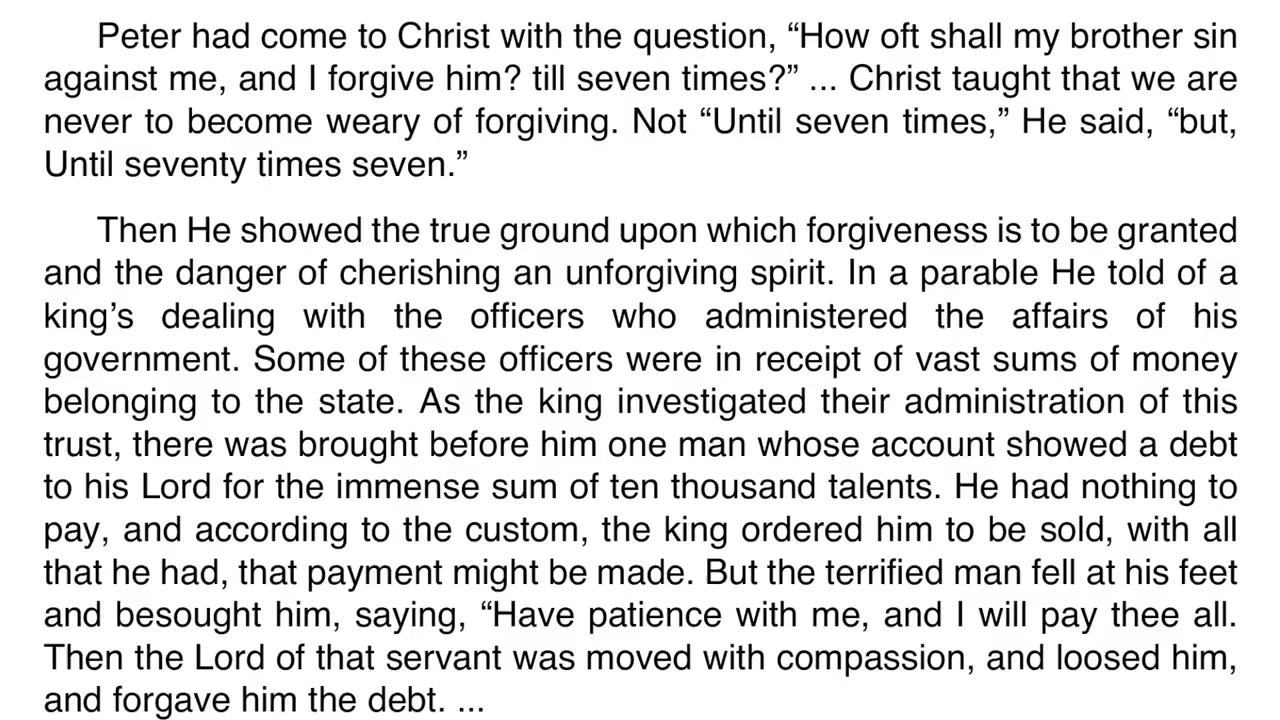 Peter had come to Christ with the question, “How oft shall my brother sin
against me, and I forgive him? till seven times?” ... Christ taught that we are
never to become weary of forgiving. Not “Until seven times,” He said, “but,
Until seventy times seven.”
Then He showed the true ground upon which forgiveness is to be granted
and the danger of cherishing an unforgiving spirit. In a parable He told of a
king’s dealing with the officers who administered the affairs of his
government. Some of these officers were in receipt of vast sums of money
belonging to the state. As the king investigated their administration of this
trust, there was brought before him one man whose account showed a debt
to his Lord for the immense sum of ten thousand talents. He had nothing to
pay, and according to the custom, the king ordered him to be sold, with all
that he had, that payment might be made. But the terrified man fell at his feet
and besought him, saying, “Have patience with me, and I will pay thee all.
Then the Lord of that servant was moved with compassion, and loosed him,
and forgave him the debt. ...